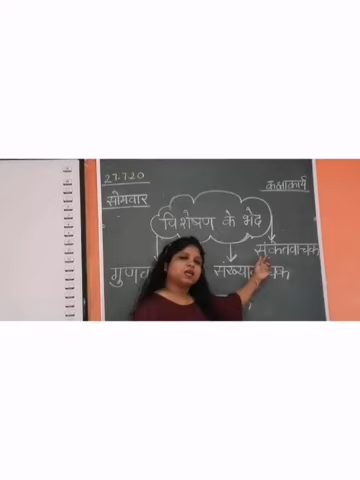 27.7.20
कक्षाकार्य
सोमवार
विशेषण के भेद
संकेतवाचक